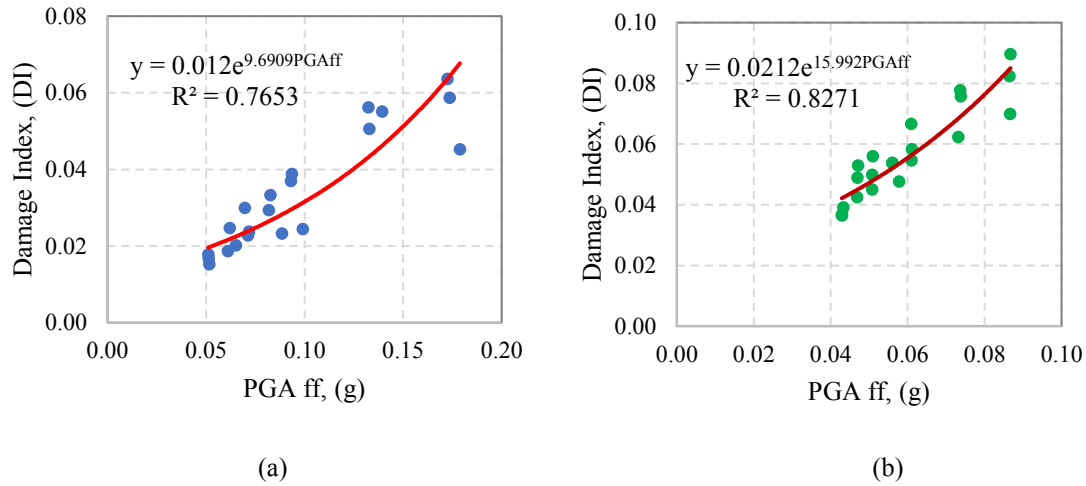 0.08
0.06
0.04
0.02
0.00
Damage Index, (DI)
y = 0.012e^9.6909PGAff
R² = 0.7653
0.00 0.05 0.10 0.15 0.20
PGA ff, (g)
(a)
0.10
0.08
0.06
0.04
0.02
0.00
Damage Index, (DI)
y = 0.0212e^15.992PGAff
R² = 0.8271
0.00 0.02 0.04 0.06 0.08 0.10
PGA ff, (g)
(b)